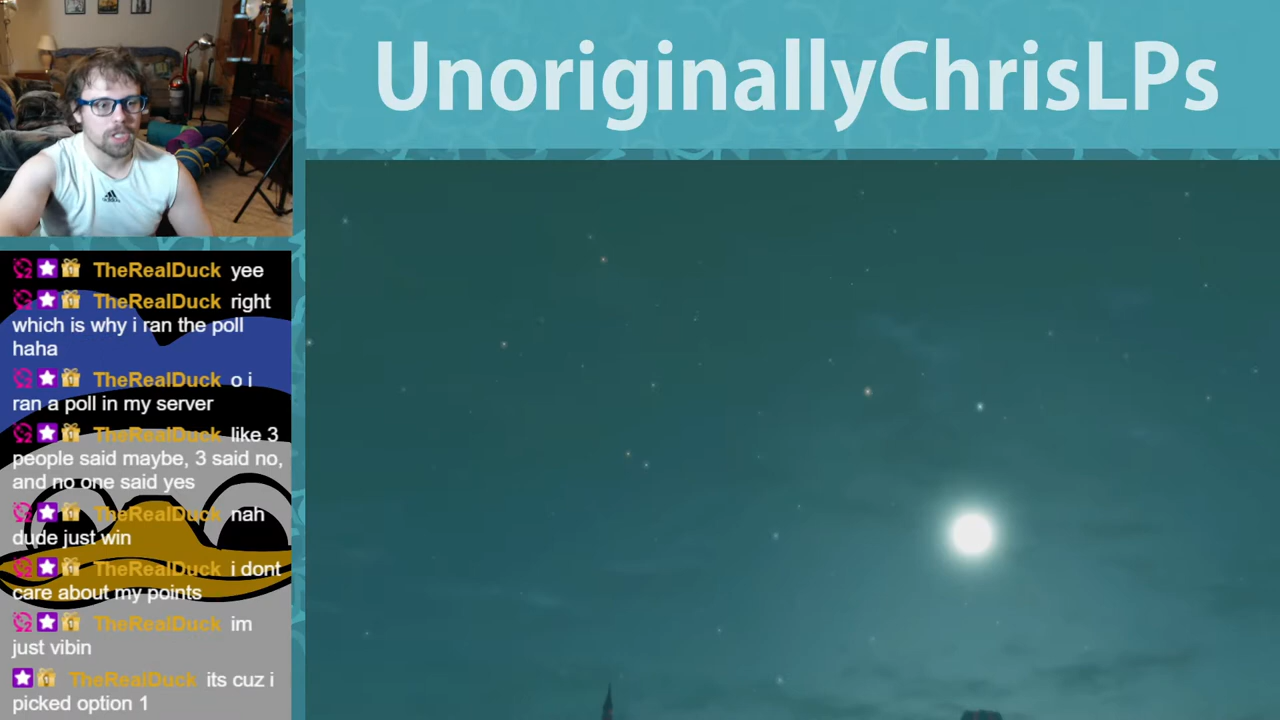 UnoriginallyChrisLPs
TheRealDuck yee
TheRealDuck right
which is why i ran the poll
haha
TheRealDuck o i
ran a poll in my server
TheRealDuck like 3
people said maybe, 3 said no,
and no one said yes
TheRealDuck nah
dude just win
TheRealDuck i dont
care about my points
TheRealDuck im
just vibin
TheRealDuck its cuz i
picked option 1